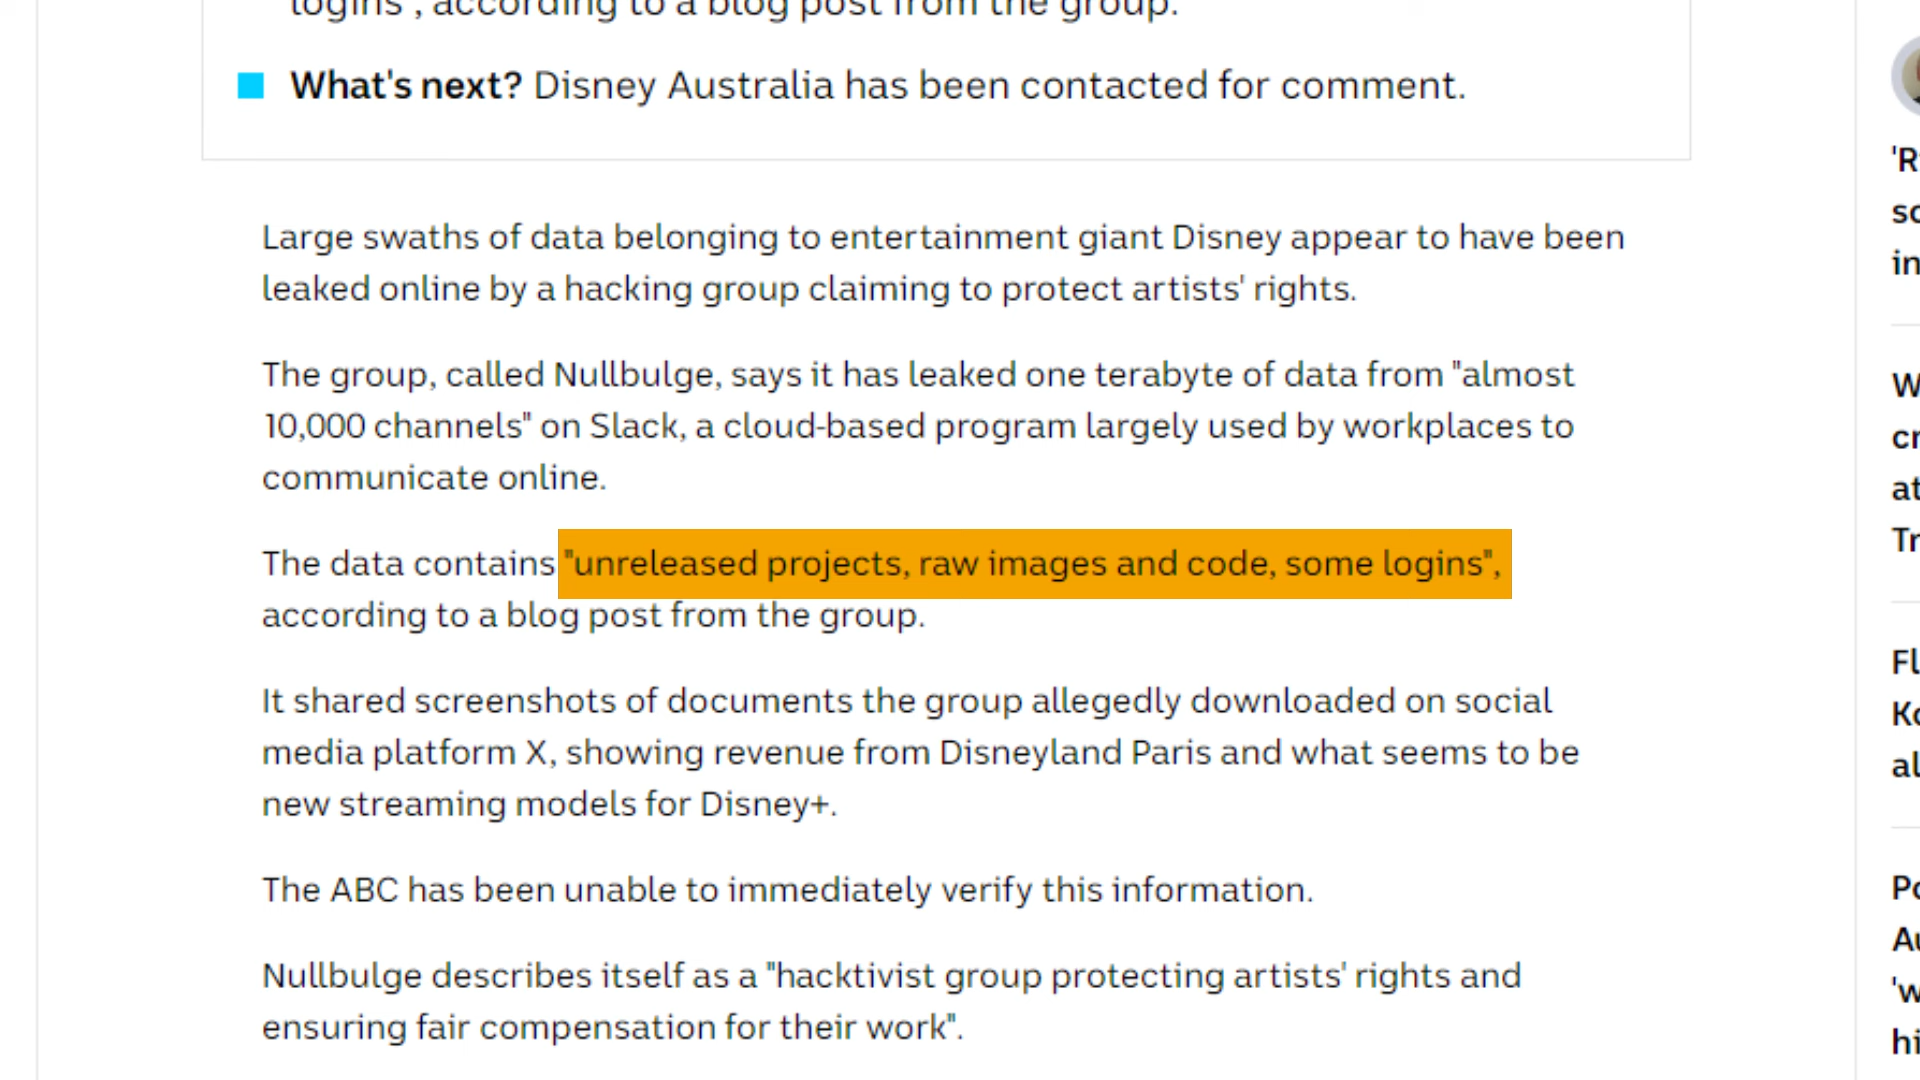 logins", according to a blog post from the group.
What's next? Disney Australia has been contacted for comment.
Large swaths of data belonging to entertainment giant Disney appear to have been
leaked online by a hacking group claiming to protect artists' rights.
The group, called Nullbulge, says it has leaked one terabyte of data from "almost
10,000 channels" on Slack, a cloud-based program largely used by workplaces to
communicate online.
The data contains "unreleased projects, raw images and code, some logins",
according to a blog post from the group.
It shared screenshots of documents the group allegedly downloaded on social
media platform X, showing revenue from Disneyland Paris and what seems to be
new streaming models for Disney+.
The ABC has been unable to immediately verify this information.
Nullbulge describes itself as a "hacktivist group protecting artists' rights and
ensuring fair compensation for their work".
in
at